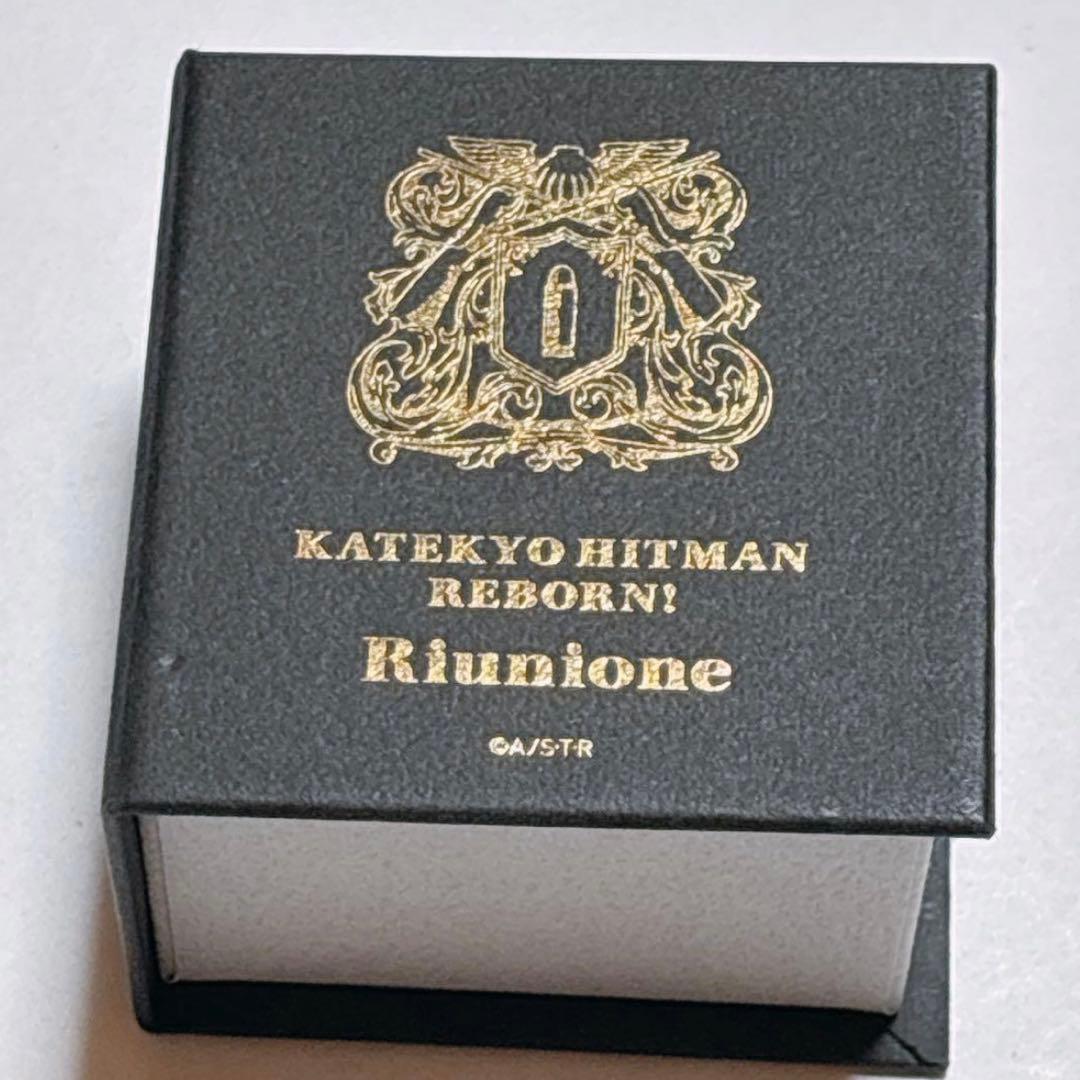 KATEKYO HITMAN
REBORN!
Riunione
©A/S·T·R